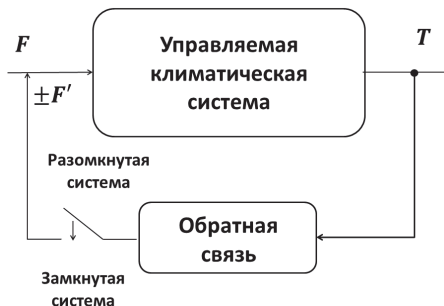 F
Управляемая
климатическая
система
T
±F′
Разомкнутая
система
Обратная
связь
Замкнутая
система